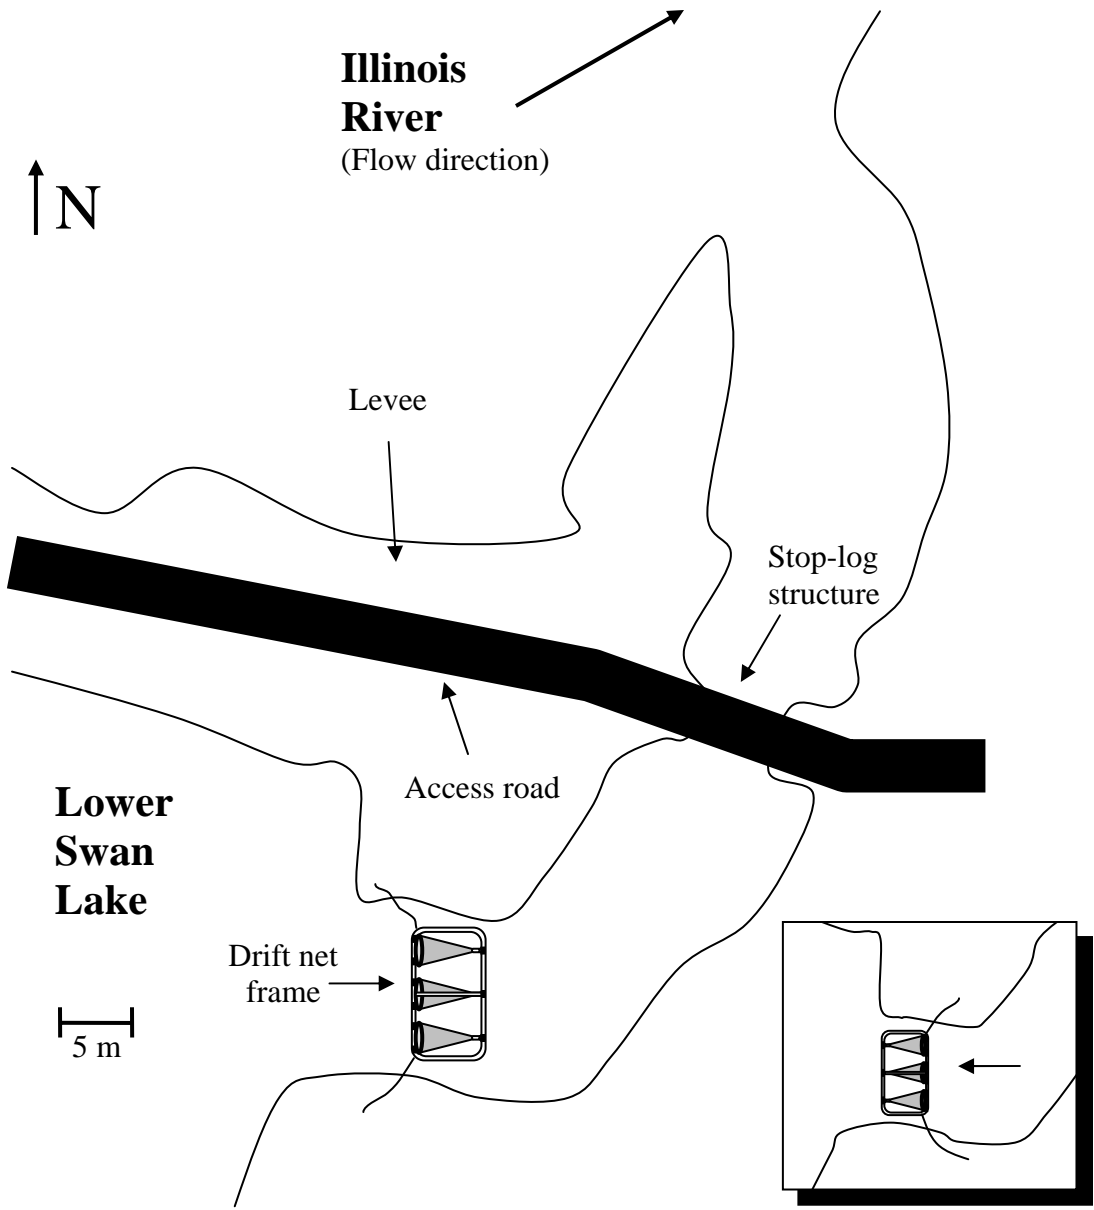 Illinois
River
(Flow direction)
N
Levee
Stop-log
structure
Access road
Lower
Swan
Lake
Drift net
frame
5 m